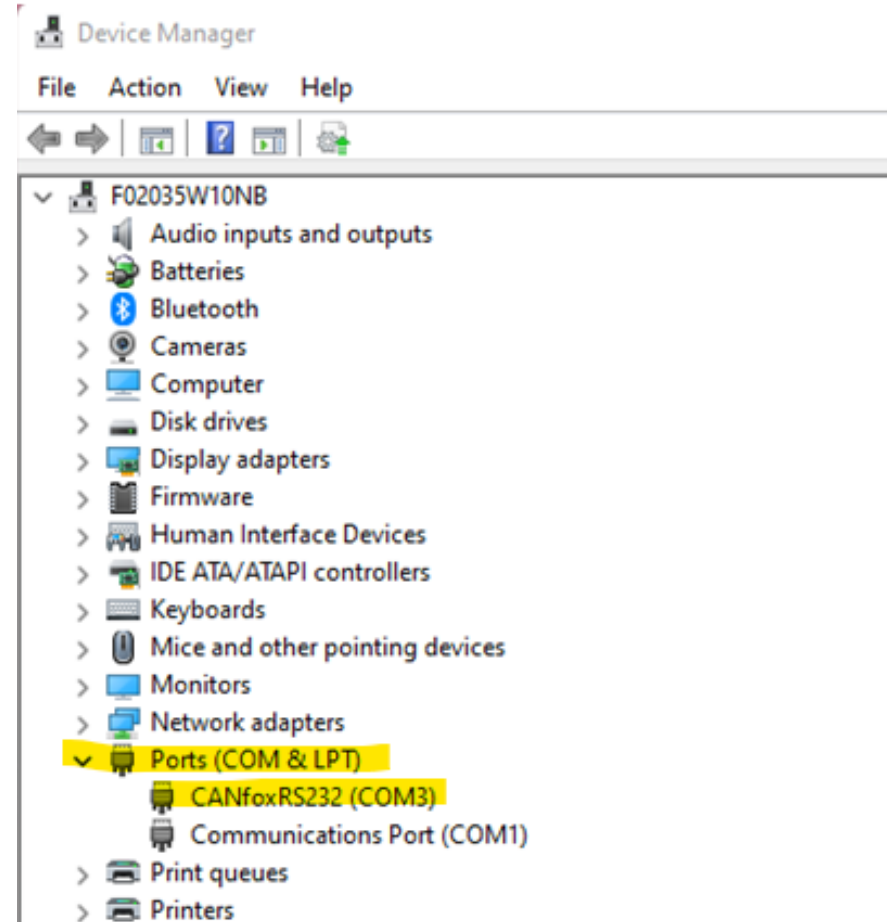 Device Manager
File Action View Help
F02035W10NB
Audio inputs and outputs
Batteries
Bluetooth
Cameras
Computer
Disk drives
Display adapters
Firmware
Human Interface Devices
IDE ATA/ATAPI controllers
Keyboards
Mice and other pointing devices
Monitors
Network adapters
Ports (COM & LPT)
CANfoxRS232 (COM3)
Communications Port (COM1)
Print queues
Printers